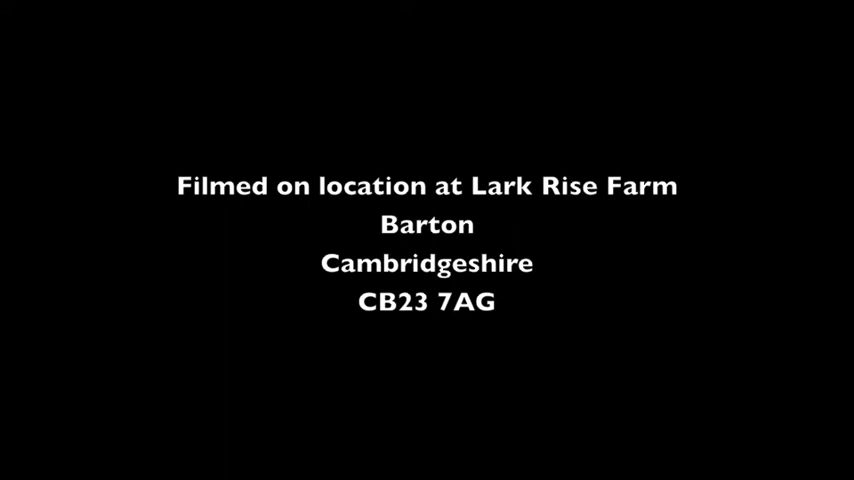 Filmed on location at Lark Rise Farm
Barton
Cambridgeshire
CB23 7AG